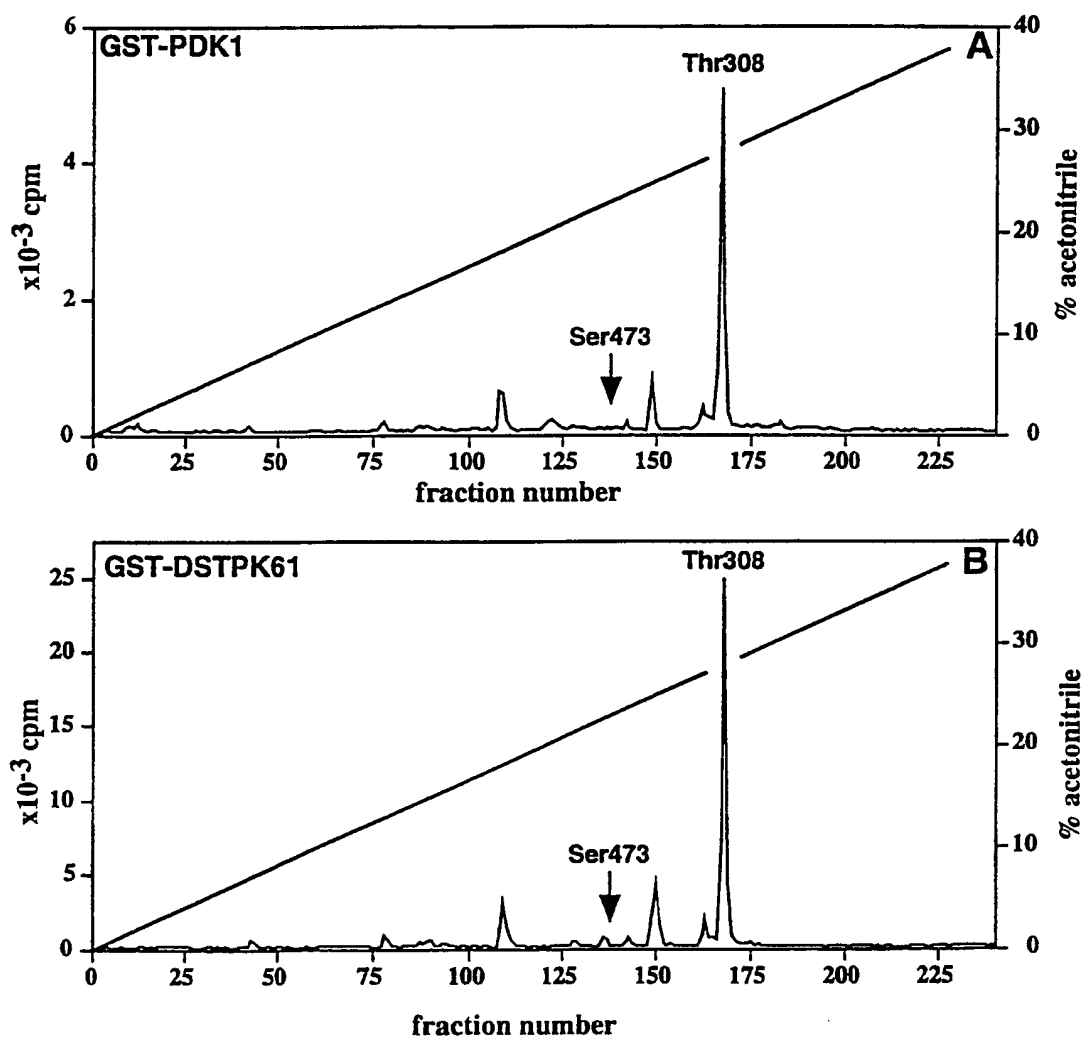 GST-PDK1
A
Thr308
Ser473
x10-3 cpm
6
4
2
0
% acetonitrile
40
30
20
10
0
0 25 50 75 100 125 150 175 200 225
fraction number
GST-DSTPK61
B
Thr308
Ser473
x10-3 cpm
25
20
15
10
5
0
% acetonitrile
40
30
20
10
0
0 25 50 75 100 125 150 175 200 225
fraction number